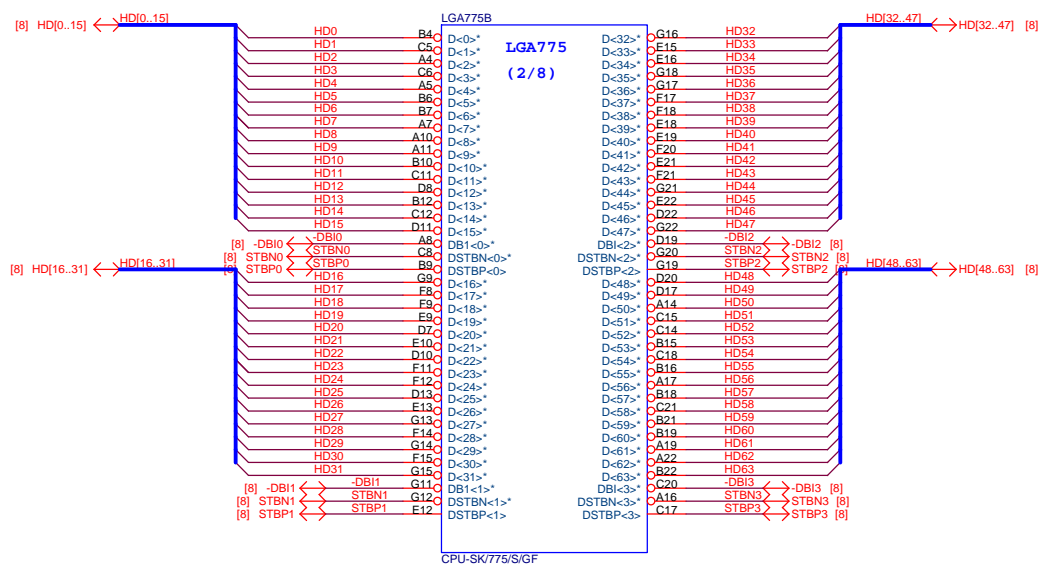 LGA775B
[8] HD[0..15] HD[0..15] HD[32..47] HD[32..47] [8]
LGA775
(2/8)
HD0 B4 D<0>* D<32>* G16 HD32
HD1 C5 D<1>* D<33>* E15 HD33
HD2 A4 D<2>* D<34>* E16 HD34
HD3 C6 D<3>* D<35>* G18 HD35
HD4 A5 D<4>* D<36>* G17 HD36
HD5 B6 D<5>* D<37>* F17 HD37
HD6 B7 D<6>* D<38>* F18 HD38
HD7 A7 D<7>* D<39>* E18 HD39
HD8 A10 D<8>* D<40>* E19 HD40
HD9 A11 D<9>* D<41>* F20 HD41
HD10 B10 D<10>* D<42>* E21 HD42
HD11 C11 D<11>* D<43>* F21 HD43
HD12 D8 D<12>* D<44>* G21 HD44
HD13 B12 D<13>* D<45>* E22 HD45
HD14 C12 D<14>* D<46>* D22 HD46
HD15 D11 D<15>* D<47>* G22 HD47
[8] -DBI0 -DBI0 A8 DB1<0>* DBI<2>* D19 -DBI2 -DBI2 [8]
[8] STBN0 STBN0 C8 DSTBN<0>* DSTBN<2>* G20 STBN2 STBN2 [8]
[8] STBP0 STBP0 B9 DSTBP<0> DSTBP<2> G19 STBP2 STBP2 [8]
[8] HD[16..31] HD[16..31] HD[48..63] HD[48..63] [8]
HD16 G9 D<16>* D<48>* D20 HD48
HD17 F8 D<17>* D<49>* D17 HD49
HD18 F9 D<18>* D<50>* A14 HD50
HD19 E9 D<19>* D<51>* C15 HD51
HD20 D7 D<20>* D<52>* C14 HD52
HD21 E10 D<21>* D<53>* B15 HD53
HD22 D10 D<22>* D<54>* C18 HD54
HD23 F11 D<23>* D<55>* B16 HD55
HD24 F12 D<24>* D<56>* A17 HD56
HD25 D13 D<25>* D<57>* B18 HD57
HD26 E13 D<26>* D<58>* C21 HD58
HD27 G13 D<27>* D<59>* B21 HD59
HD28 F14 D<28>* D<60>* B19 HD60
HD29 G14 D<29>* D<61>* A19 HD61
HD30 F15 D<30>* D<62>* A22 HD62
HD31 G15 D<31>* D<63>* B22 HD63
[8] -DBI1 -DBI1 G11 DB1<1>* DBI<3>* C20 -DBI3 -DBI3 [8]
[8] STBN1 STBN1 G12 DSTBN<1>* DSTBN<3>* A16 STBN3 STBN3 [8]
[8] STBP1 STBP1 E12 DSTBP<1> DSTBP<3> C17 STBP3 STBP3 [8]
CPU-SK/775/S/GF